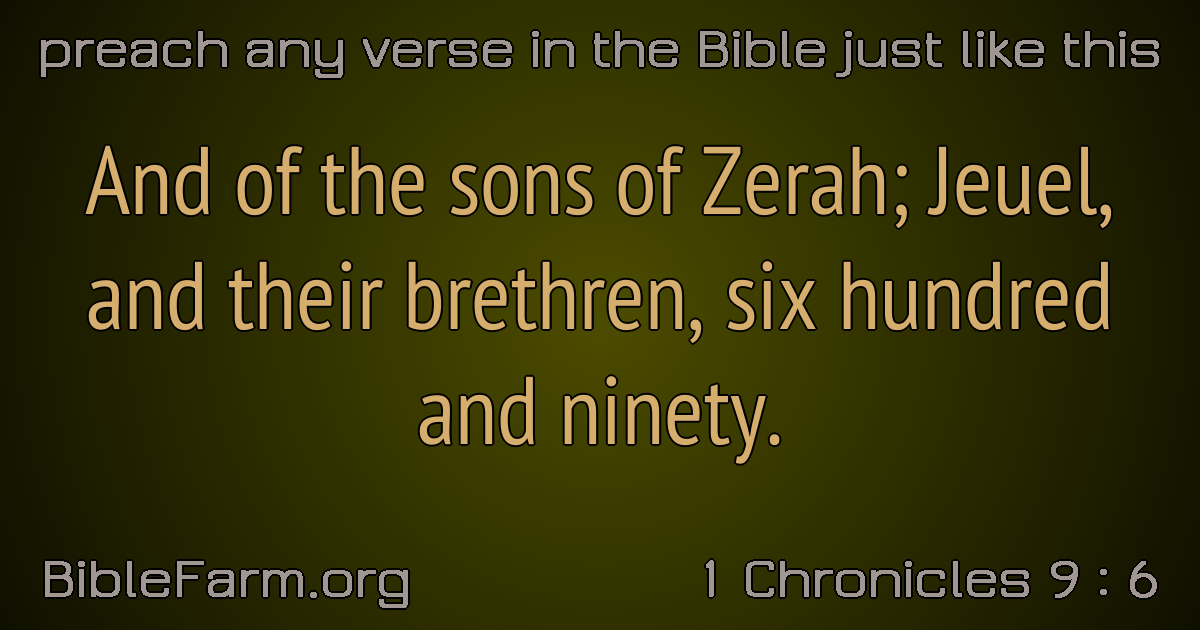 preach any verse in the Bible just like this
And of the sons of Zerah; Jeuel,
and their brethren, six hundred
and ninety.
BibleFarm.org
1 Chronicles 9 : 6